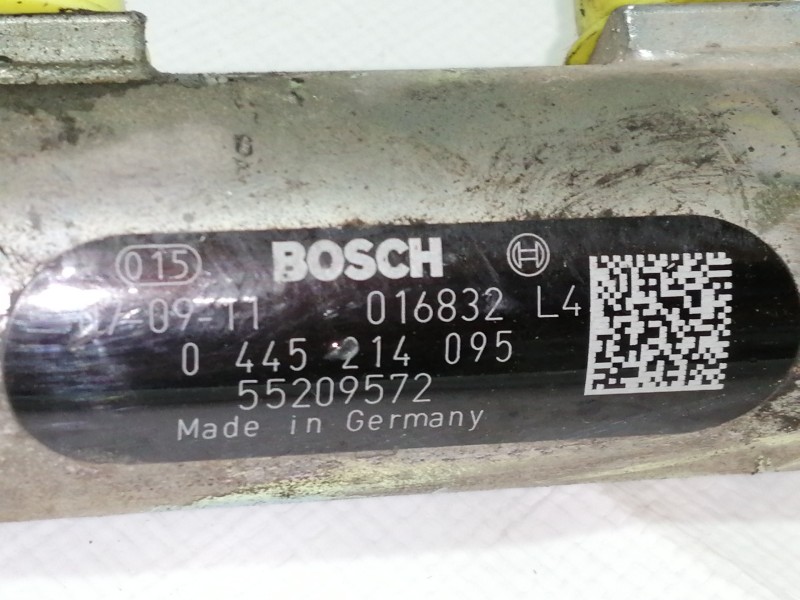 015 BOSCH
07-09-11 016832 L4
0 445 214 095
55209572
Made in Germany